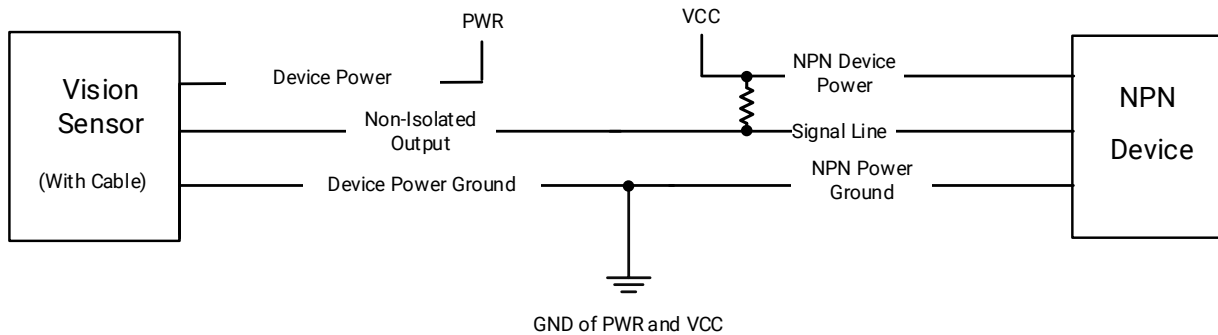 PWR
VCC
Vision
Sensor
(With Cable)
Device Power
NPN Device
Power
NPN
Device
Non-Isolated
Output
Signal Line
Device Power Ground
NPN Power
Ground
GND of PWR and VCC